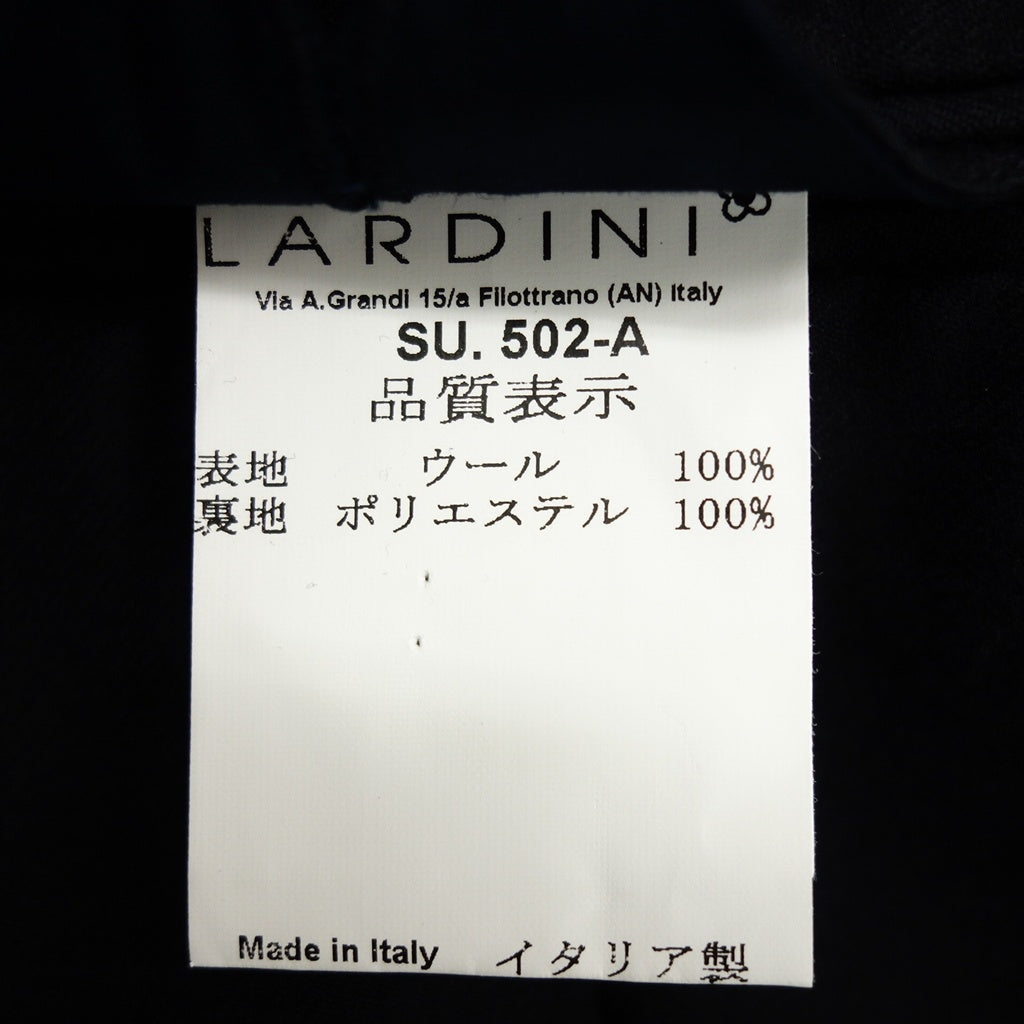 LARDINI
Via A.Grandi 15/a Filottrano (AN) Italy
SU. 502-A
品質表示
表地 ウール 100%
裏地 ポリエステル 100%
Made in Italy イタリア製